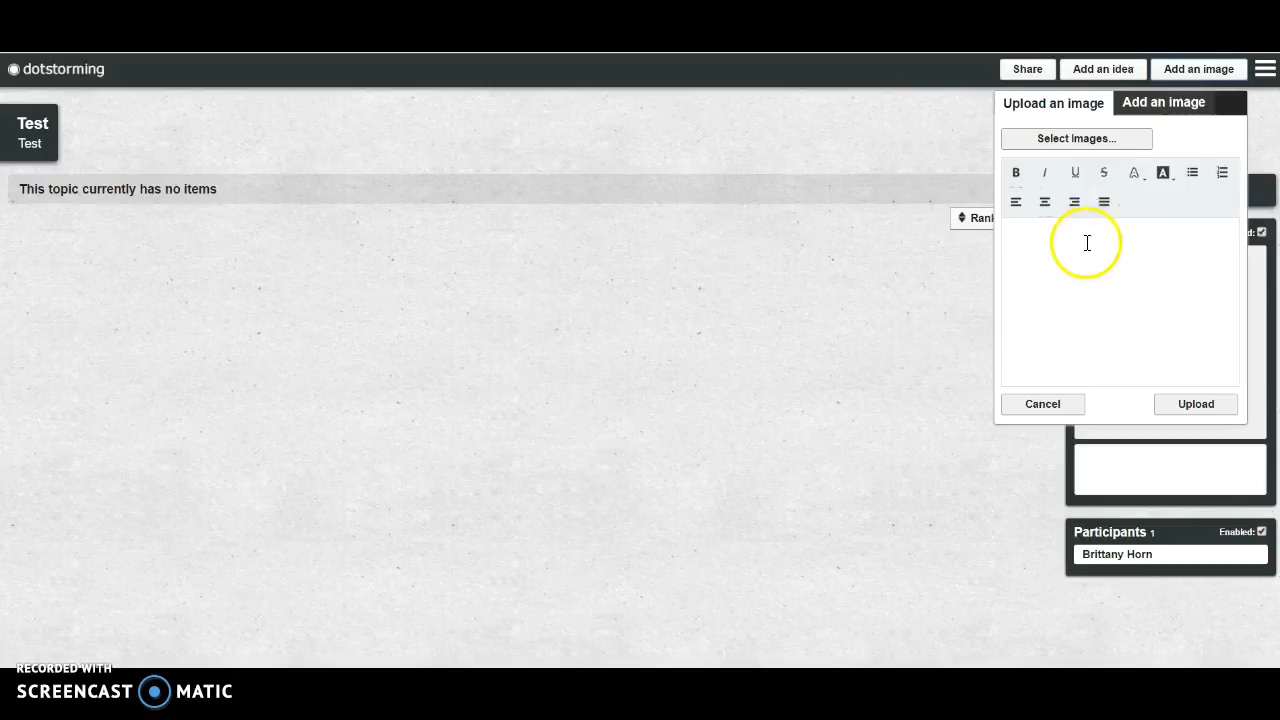 dotstorming
Share
Add an idea
Add an image
Test
Test
Upload an image
Add an image
Select images...
B I U S A A
This topic currently has no items
Rank
d:
Cancel
Upload
Participants 1
Enabled:
Brittany Horn
RECORDED WITH
SCREENCAST MATIC